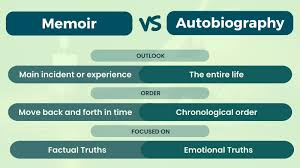 Memoir VS Autobiography
OUTLOOK
Main incident or experience The entire life
ORDER
Move back and forth in time Chronological order
FOCUSED ON
Factual Truths Emotional Truths